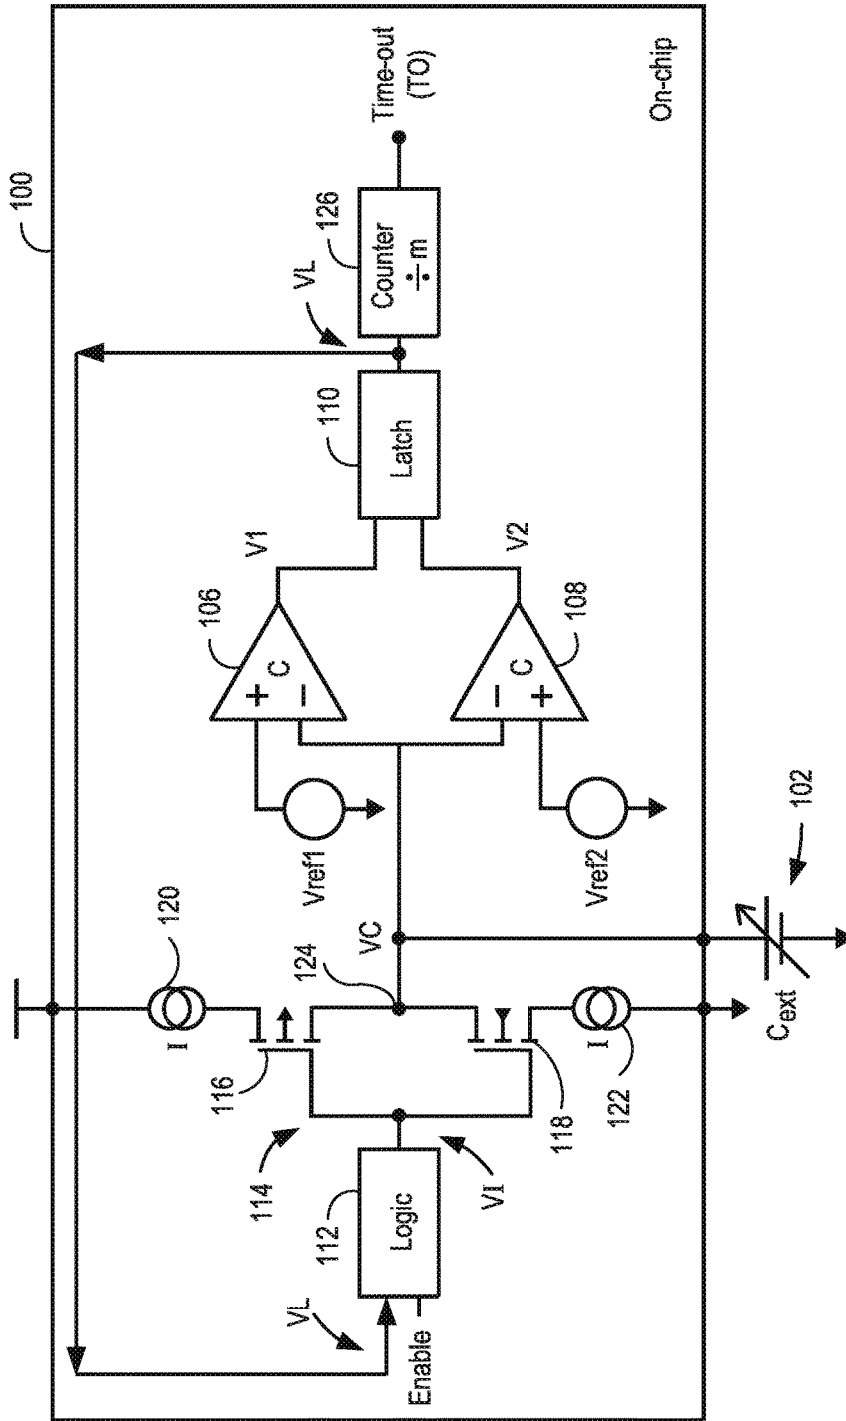 100
120
VL
I
116
106
V1
114
VL
112
Logic
Enable
VI
124
VC
Vref1
+
−
C
110
Latch
126
Counter
÷m
Time-out
(TO)
118
I
122
−
+
C
V2
108
Vref2
On-chip
Cext
102